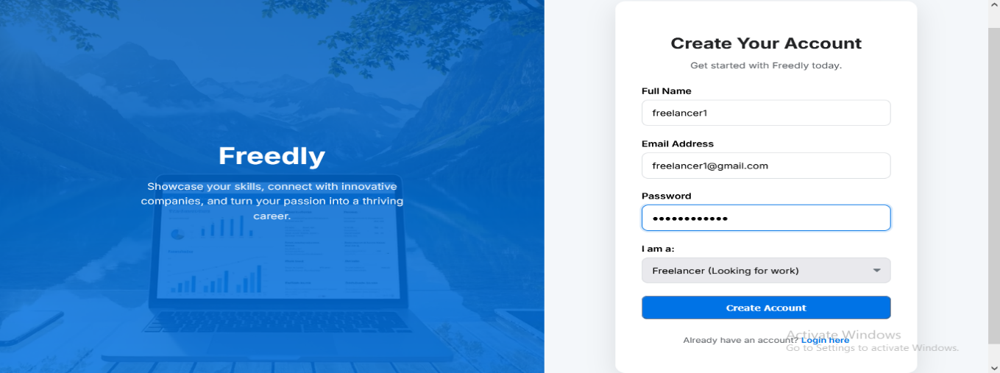 Freedly
Showcase your skills, connect with innovative
companies, and turn your passion into a thriving
career.
Create Your Account
Get started with Freedly today.
Full Name
freelancer1
Email Address
freelancer1@gmail.com
Password
••••••••••••
I am a:
Freelancer (Looking for work)
Create Account
Already have an account? Login here
Activate Windows
Go to Settings to activate Windows.